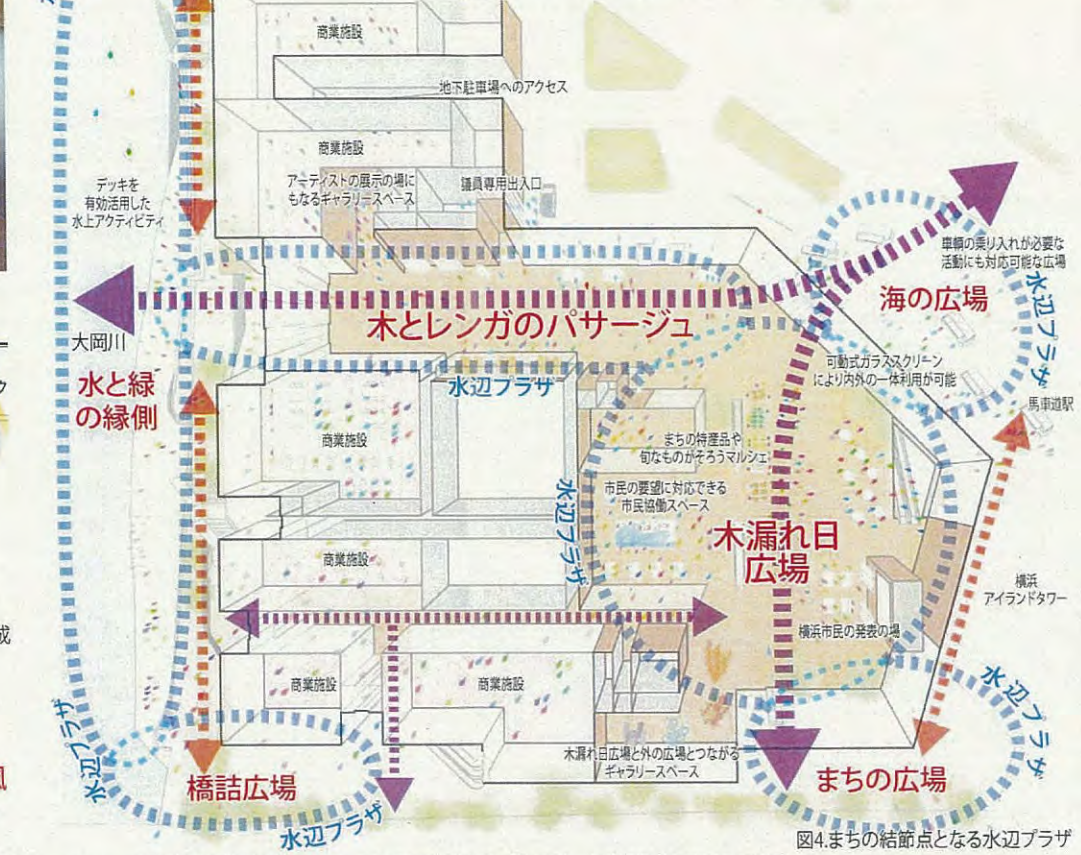 商業施設
地下駐車場へのアクセス
商業施設
デッキを
有効活用した
水上アクティビティ
アーティストの展示の場に
もなるギャラリースペース
議員専用出入口
車輌の乗り入れが必要な
活動にも対応可能な広場
海の広場
水辺プラザ
木とレンガのパサージュ
大岡川
水と緑
の縁側
水辺プラザ
可動式ガラススクリーン
により内外の一体利用が可能
馬車道駅
商業施設
まちの特産品や
旬なものがそろうマルシェ
市民の要望に対応できる
市民協働スペース
水辺プラザ
木漏れ日
広場
商業施設
横浜
アイランドタワー
横浜市民の発表の場
商業施設
商業施設
水辺プラザ
水辺プラザ
木漏れ日広場と外の広場とつながる
ギャラリースペース
まちの広場
橋詰広場
水辺プラザ
図4.まちの結節点となる水辺プラザ